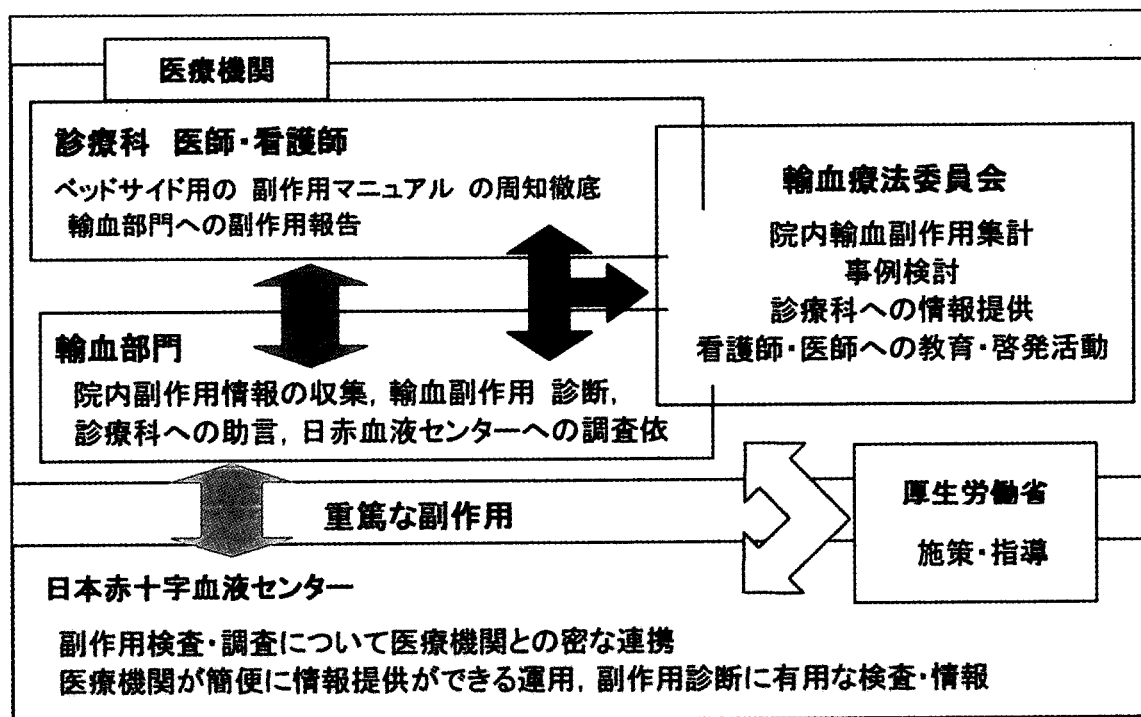 医療機関
診療科 医師・看護師
ベッドサイド用の 副作用マニュアル の周知徹底
輸血部門への副作用報告
輸血療法委員会
院内輸血副作用集計
事例検討
診療科への情報提供
看護師・医師への教育・啓発活動
輸血部門
院内副作用情報の収集, 輸血副作用 診断,
診療科への助言, 日赤血液センターへの調査依
重篤な副作用
厚生労働省
施策・指導
日本赤十字血液センター
副作用検査・調査について医療機関との密な連携
医療機関が簡便に情報提供ができる運用, 副作用診断に有用な検査・情報